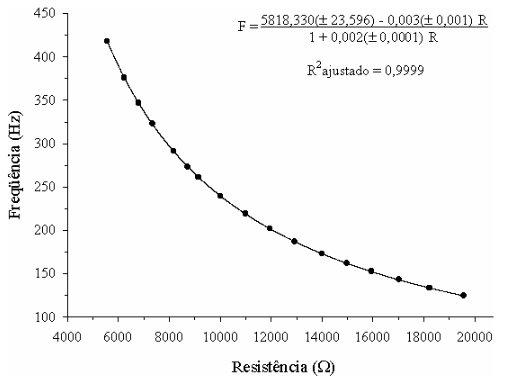 F = 5818,330(± 23,596) - 0,003(± 0,001) R
1 + 0,002(± 0,0001) R
R²ajustado = 0,9999
450
400
350
300
250
200
150
100
Freqüência (Hz)
4000 6000 8000 10000 12000 14000 16000 18000 20000
Resistência (Ω)